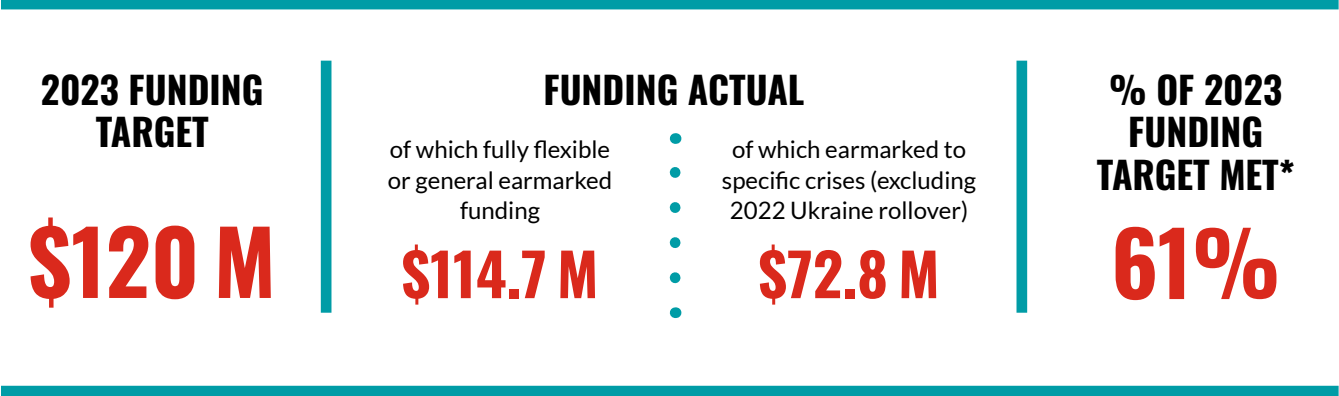 2023 FUNDING
TARGET
$120 M
FUNDING ACTUAL
of which fully flexible
or general earmarked
funding
$114.7 M
of which earmarked to
specific crises (excluding
2022 Ukraine rollover)
$72.8 M
% OF 2023
FUNDING
TARGET MET*
61%